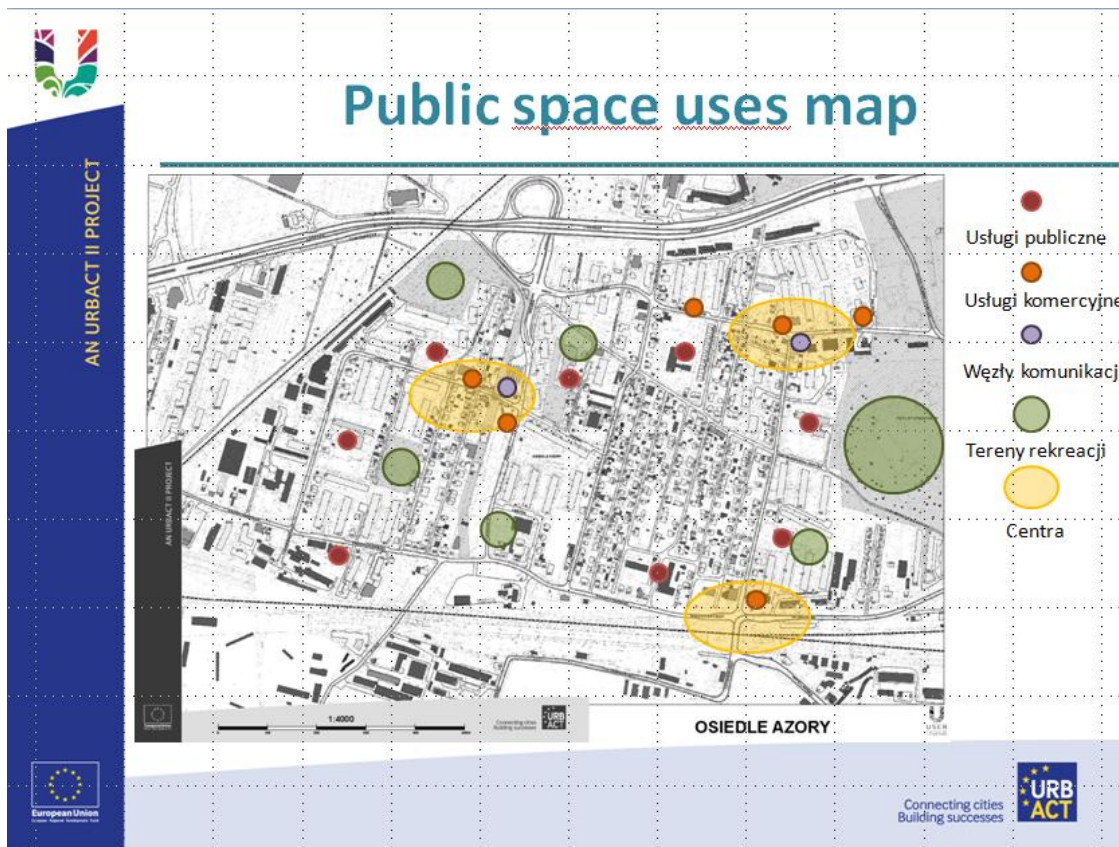 Public space uses map
AN URBACT II PROJECT
Usługi publiczne
Usługi komercyjne
Węzły komunikacj
Tereny rekreacji
Centra
AN URBACT II PROJECT
1:4000
Connecting cities
Building successes
URB
ACT
OSIEDLE AZORY
USER
European Union
Connecting cities
Building successes
URB
ACT